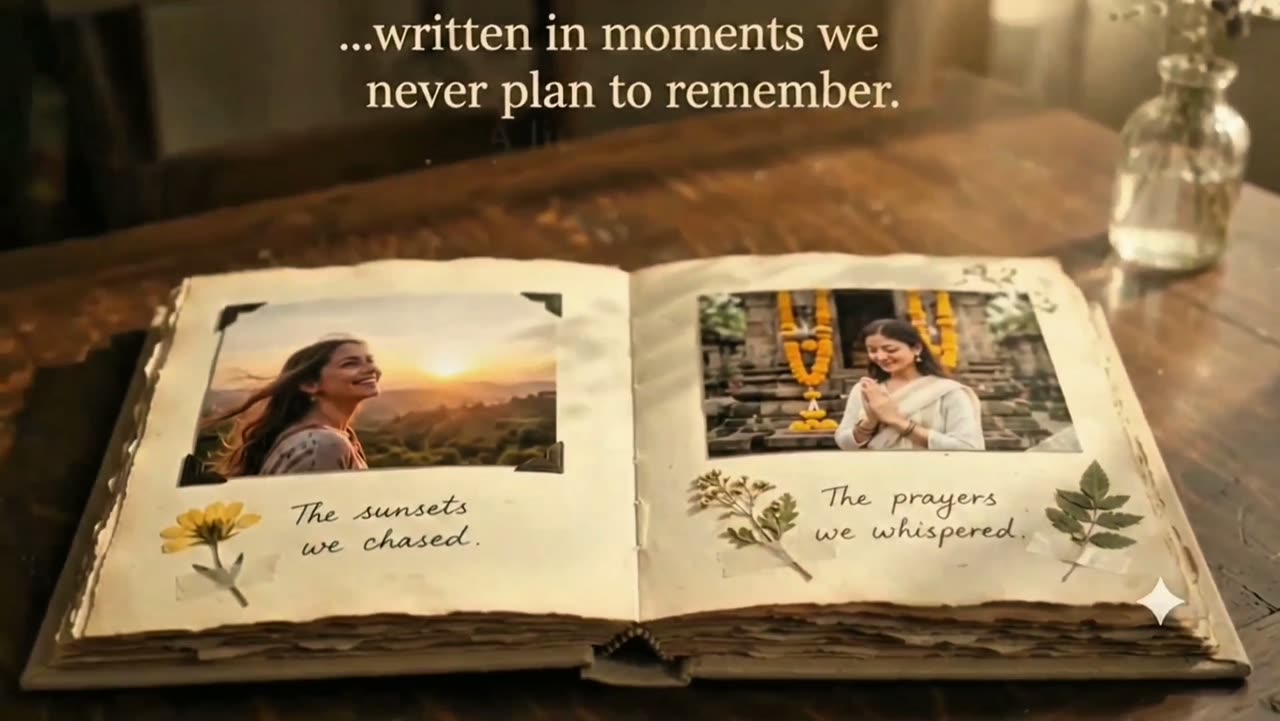 ...written in moments we
never plan to remember.
The sunsets
we chased.
The prayers
we whispered.